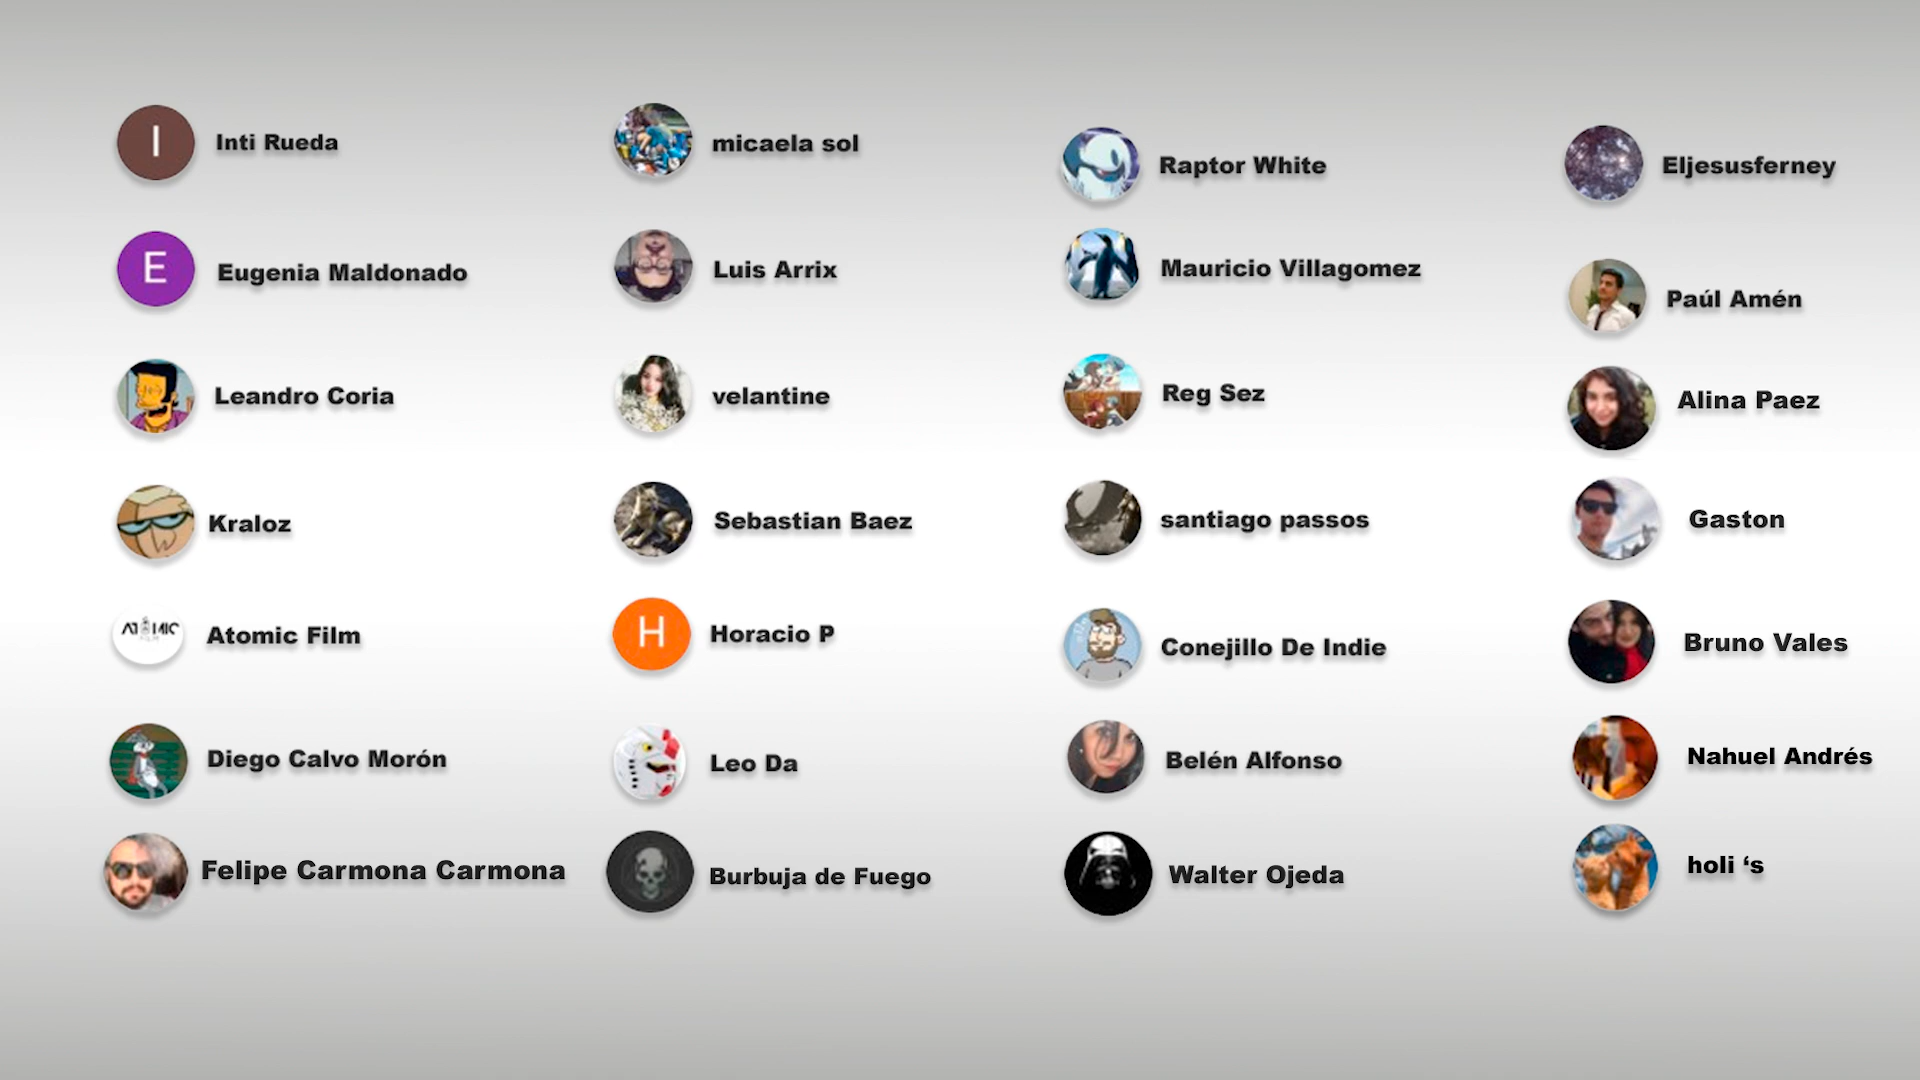 I
Inti Rueda
E
Eugenia Maldonado
Leandro Coria
Kraloz
ATOMIC
Atomic Film
Diego Calvo Morón
Felipe Carmona Carmona
micaela sol
Luis Arrix
velantine
Sebastian Baez
H
Horacio P
Leo Da
Burbuja de Fuego
Raptor White
Mauricio Villagomez
Reg Sez
santiago passos
Conejillo De Indie
Belén Alfonso
Walter Ojeda
Eljesusferney
Paúl Amén
Alina Paez
Gaston
Bruno Vales
Nahuel Andrés
holi ‘s